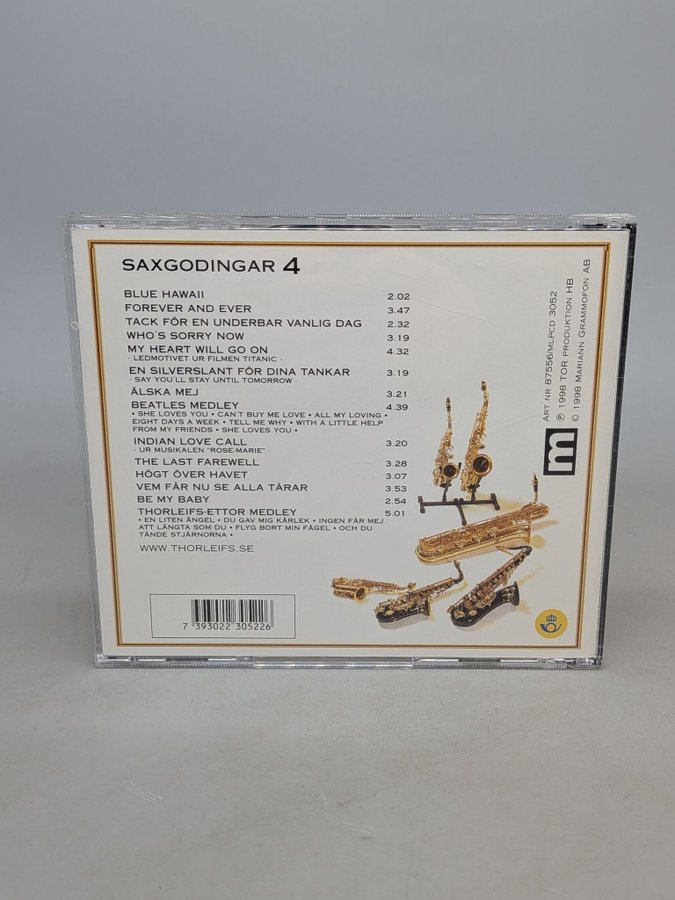 SAXGODINGAR 4
BLUE HAWAII 2.02
FOREVER AND EVER 3.47
TACK FÖR EN UNDERBAR VANLIG DAG 2.32
WHO'S SORRY NOW 3.19
MY HEART WILL GO ON 4.32
- LEDMOTIVET UR FILMEN TITANIC -
EN SILVERSLANT FÖR DINA TANKAR 3.19
- SAY YOU'LL STAY UNTIL TOMORROW -
ÄLSKA MEJ 3.21
BEATLES MEDLEY 4.39
• SHE LOVES YOU • CAN'T BUY ME LOVE • ALL MY LOVING •
EIGHT DAYS A WEEK • TELL ME WHY • WITH A LITTLE HELP
FROM MY FRIENDS • SHE LOVES YOU •
INDIAN LOVE CALL 3.20
- UR MUSIKALEN "ROSE-MARIE" -
THE LAST FAREWELL 3.28
HÖGT ÖVER HAVET 3.07
VEM FÅR NU SE ALLA TÅRAR 3.53
BE MY BABY 2.54
THORLEIFS-ETTOR MEDLEY 5.01
• EN LITEN ÄNGEL • DU GAV MIG KÄRLEK • INGEN FÅR MEJ
ATT LÄNGTA SOM DU • FLYG BORT MIN FÅGEL • OCH DU
TÄNDE STJÄRNORNA •
WWW.THORLEIFS.SE
7 393022 305226
ART NR 87556/MLPCD 3052
℗ 1998 TOR PRODUKTION HB
© 1998 MARIANN GRAMMOFON AB
m